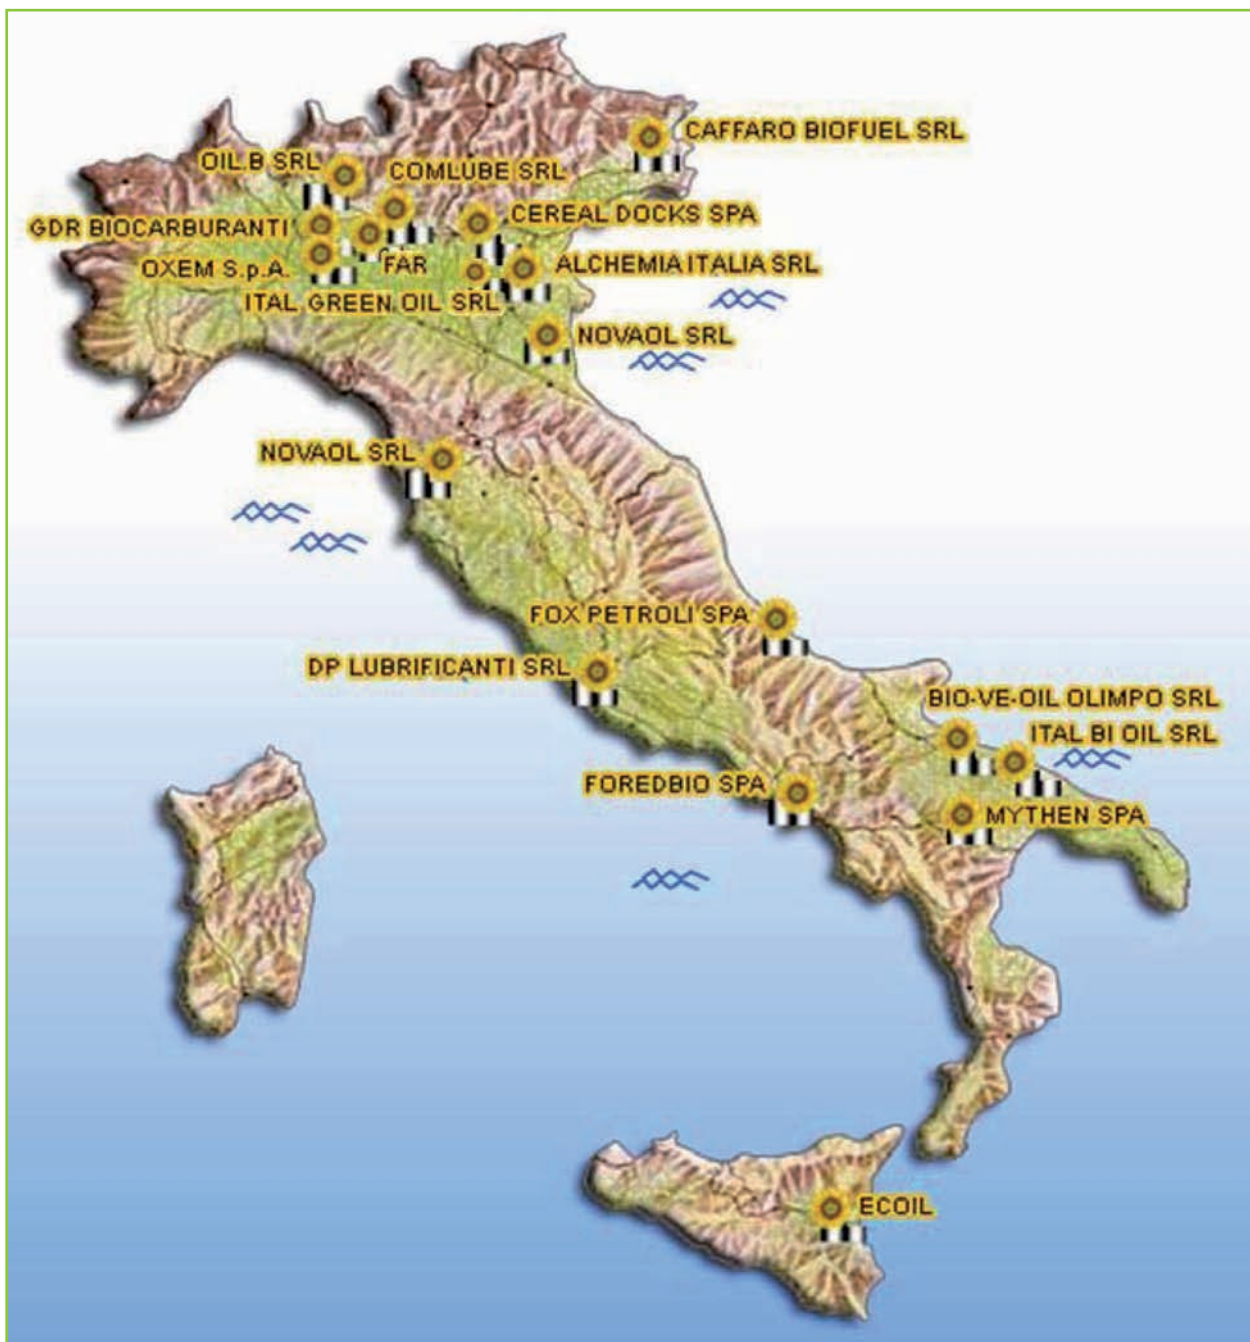 CAFFARO BIOFUEL SRL
OIL.B SRL
COMLUBE SRL
GDR BIOCARBURANTI
CEREAL DOCKS SPA
OXEM S.p.A.
FAR
ALCHEMIA ITALIA SRL
ITAL GREEN OIL SRL
NOVAOL SRL
NOVAOL SRL
FOX PETROLI SPA
DP LUBRIFICANTI SRL
BIO-VE-OIL OLIMPO SRL
ITAL BI OIL SRL
FOREDBIO SPA
MYTHEN SPA
ECOIL